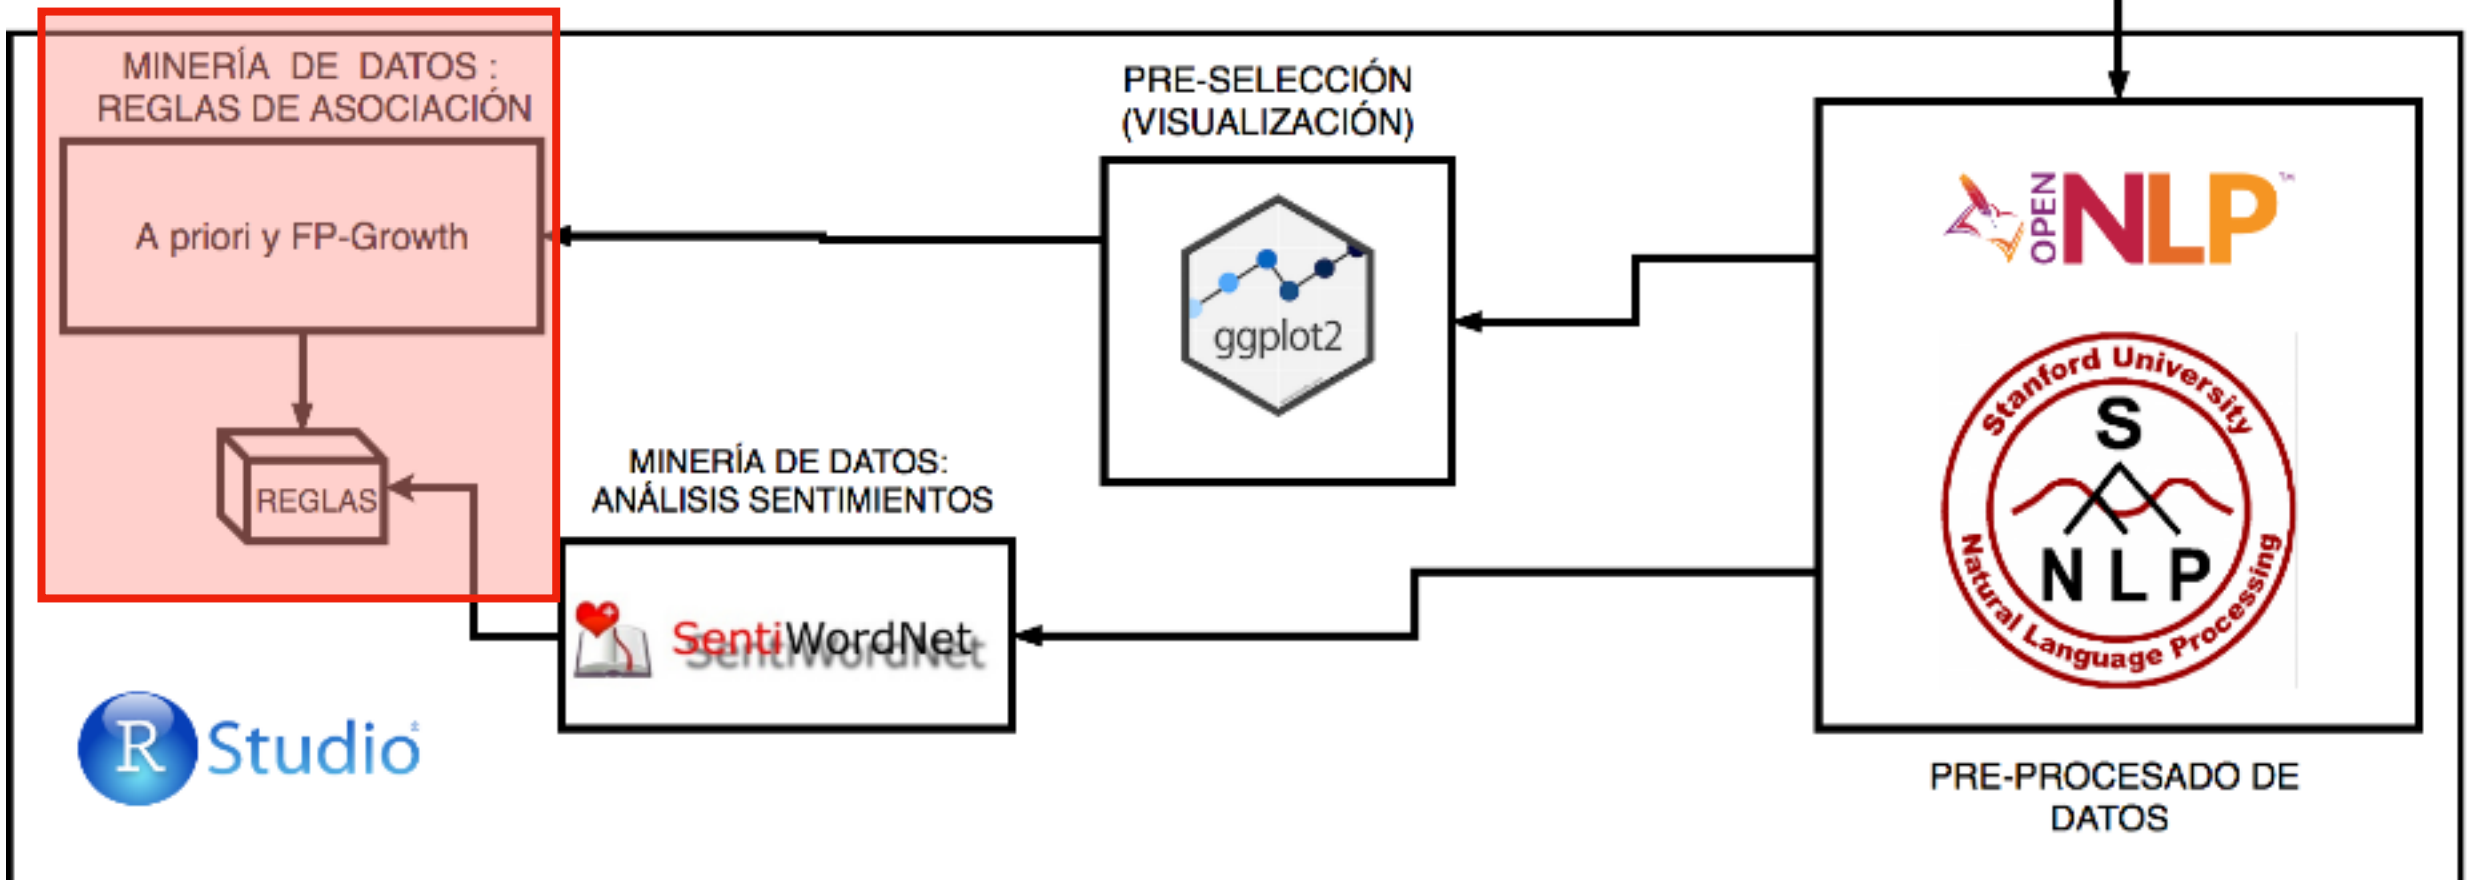 MINERÍA DE DATOS :
REGLAS DE ASOCIACIÓN
A priori y FP-Growth
REGLAS
PRE-SELECCIÓN
(VISUALIZACIÓN)
ggplot2
MINERÍA DE DATOS:
ANÁLISIS SENTIMIENTOS
SentiWordNet
OPEN NLP™
Stanford University
S
NLP
Natural Language Processing
PRE-PROCESADO DE
DATOS
R Studio